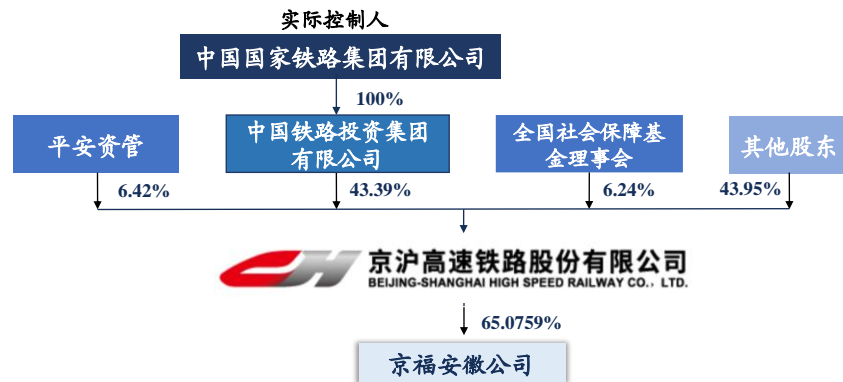 实际控制人
中国国家铁路集团有限公司
100%
平安资管
中国铁路投资集团
有限公司
全国社会保障基
金理事会
其他股东
6.42%
43.39%
6.24%
43.95%
京沪高速铁路股份有限公司
BEIJING-SHANGHAI HIGH SPEED RAILWAY CO., LTD.
65.0759%
京福安徽公司